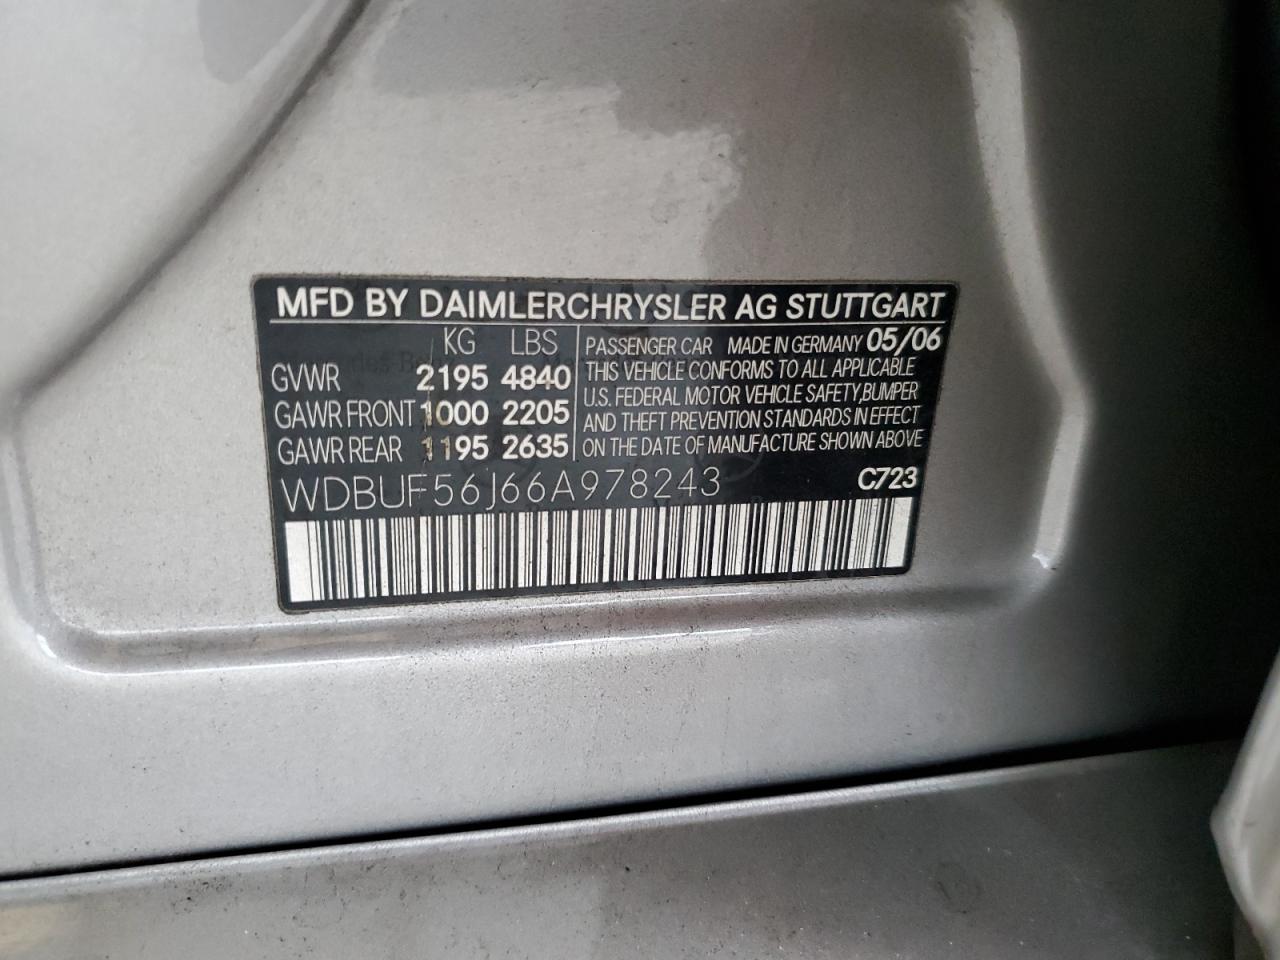 MFD BY DAIMLERCHRYSLER AG STUTTGART
KG LBS
GVWR 2195 4840
GAWR FRONT 1000 2205
GAWR REAR 1195 2635
PASSENGER CAR MADE IN GERMANY 05/06
THIS VEHICLE CONFORMS TO ALL APPLICABLE
U.S. FEDERAL MOTOR VEHICLE SAFETY,BUMPER
AND THEFT PREVENTION STANDARDS IN EFFECT
ON THE DATE OF MANUFACTURE SHOWN ABOVE
WDBUF56J66A978243 C723